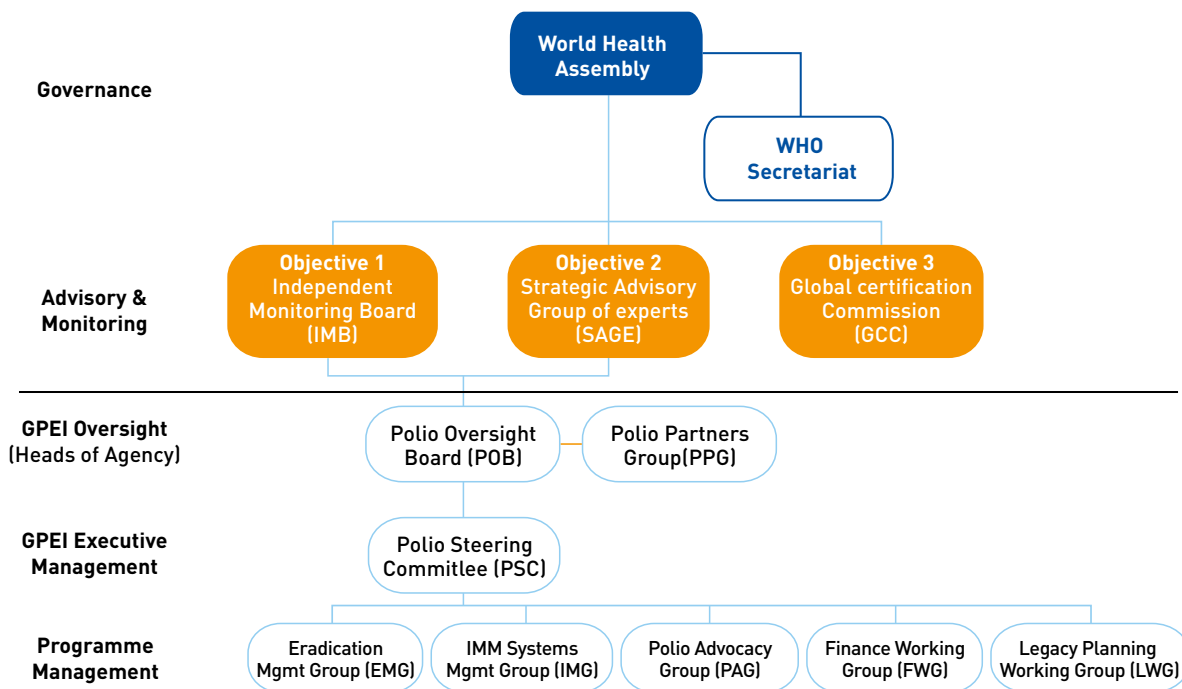 World Health
Assembly
Governance
WHO
Secretariat
Objective 1
Independent
Monitoring Board
(IMB)
Objective 2
Strategic Advisory
Group of experts
(SAGE)
Objective 3
Global certification
Commission
(GCC)
Advisory &
Monitoring
GPEI Oversight
(Heads of Agency)
Polio Oversight
Board (POB)
Polio Partners
Group(PPG)
GPEI Executive
Management
Polio Steering
Commitlee (PSC)
Programme
Management
Eradication
Mgmt Group (EMG)
IMM Systems
Mgmt Group (IMG)
Polio Advocacy
Group (PAG)
Finance Working
Group (FWG)
Legacy Planning
Working Group (LWG)